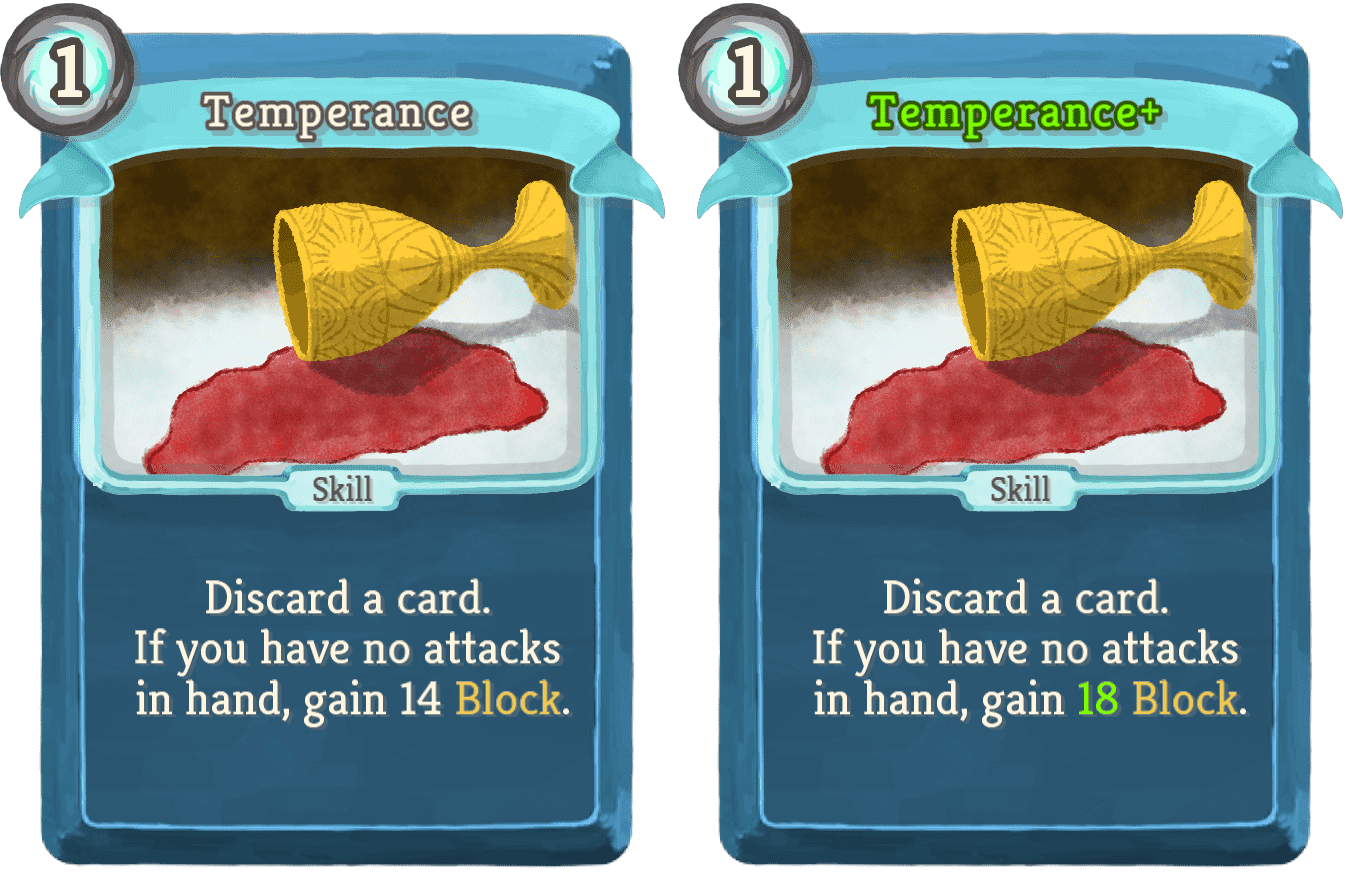 1
Temperance
Skill
Discard a card.
If you have no attacks
in hand, gain 14 Block.
1
Temperance+
Skill
Discard a card.
If you have no attacks
in hand, gain 18 Block.